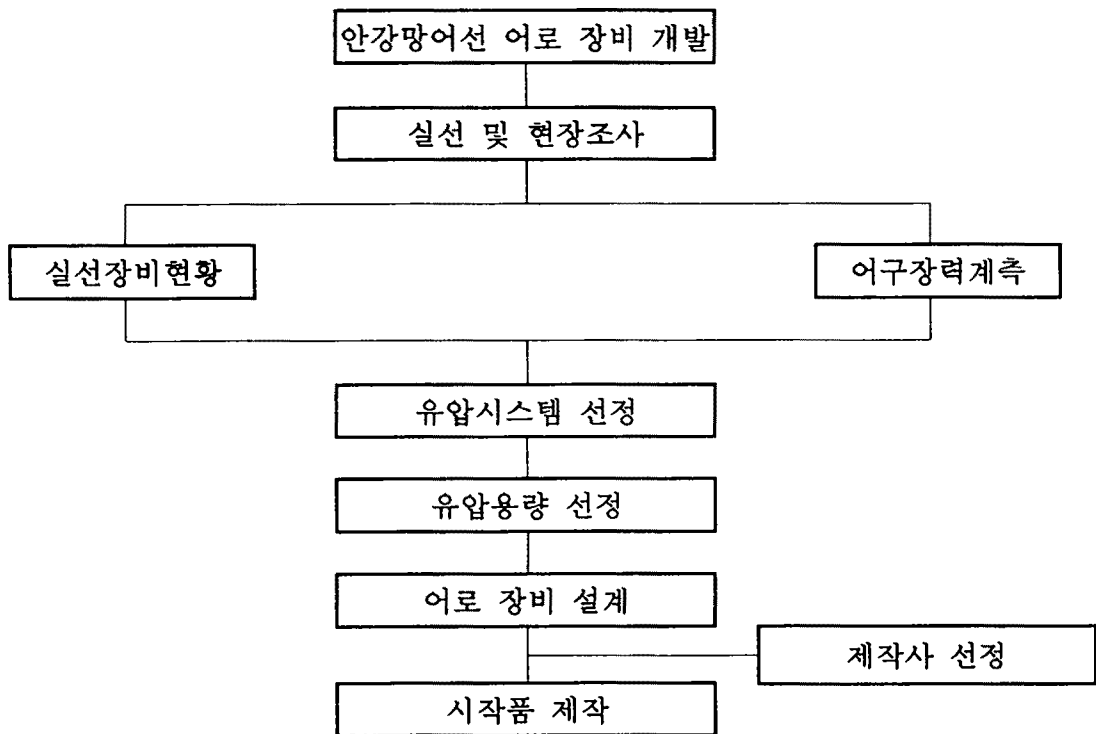 안강망어선 어로 장비 개발
실선 및 현장조사
실선장비현황
어구장력계측
유압시스템 선정
유압용량 선정
어로 장비 설계
제작사 선정
시작품 제작